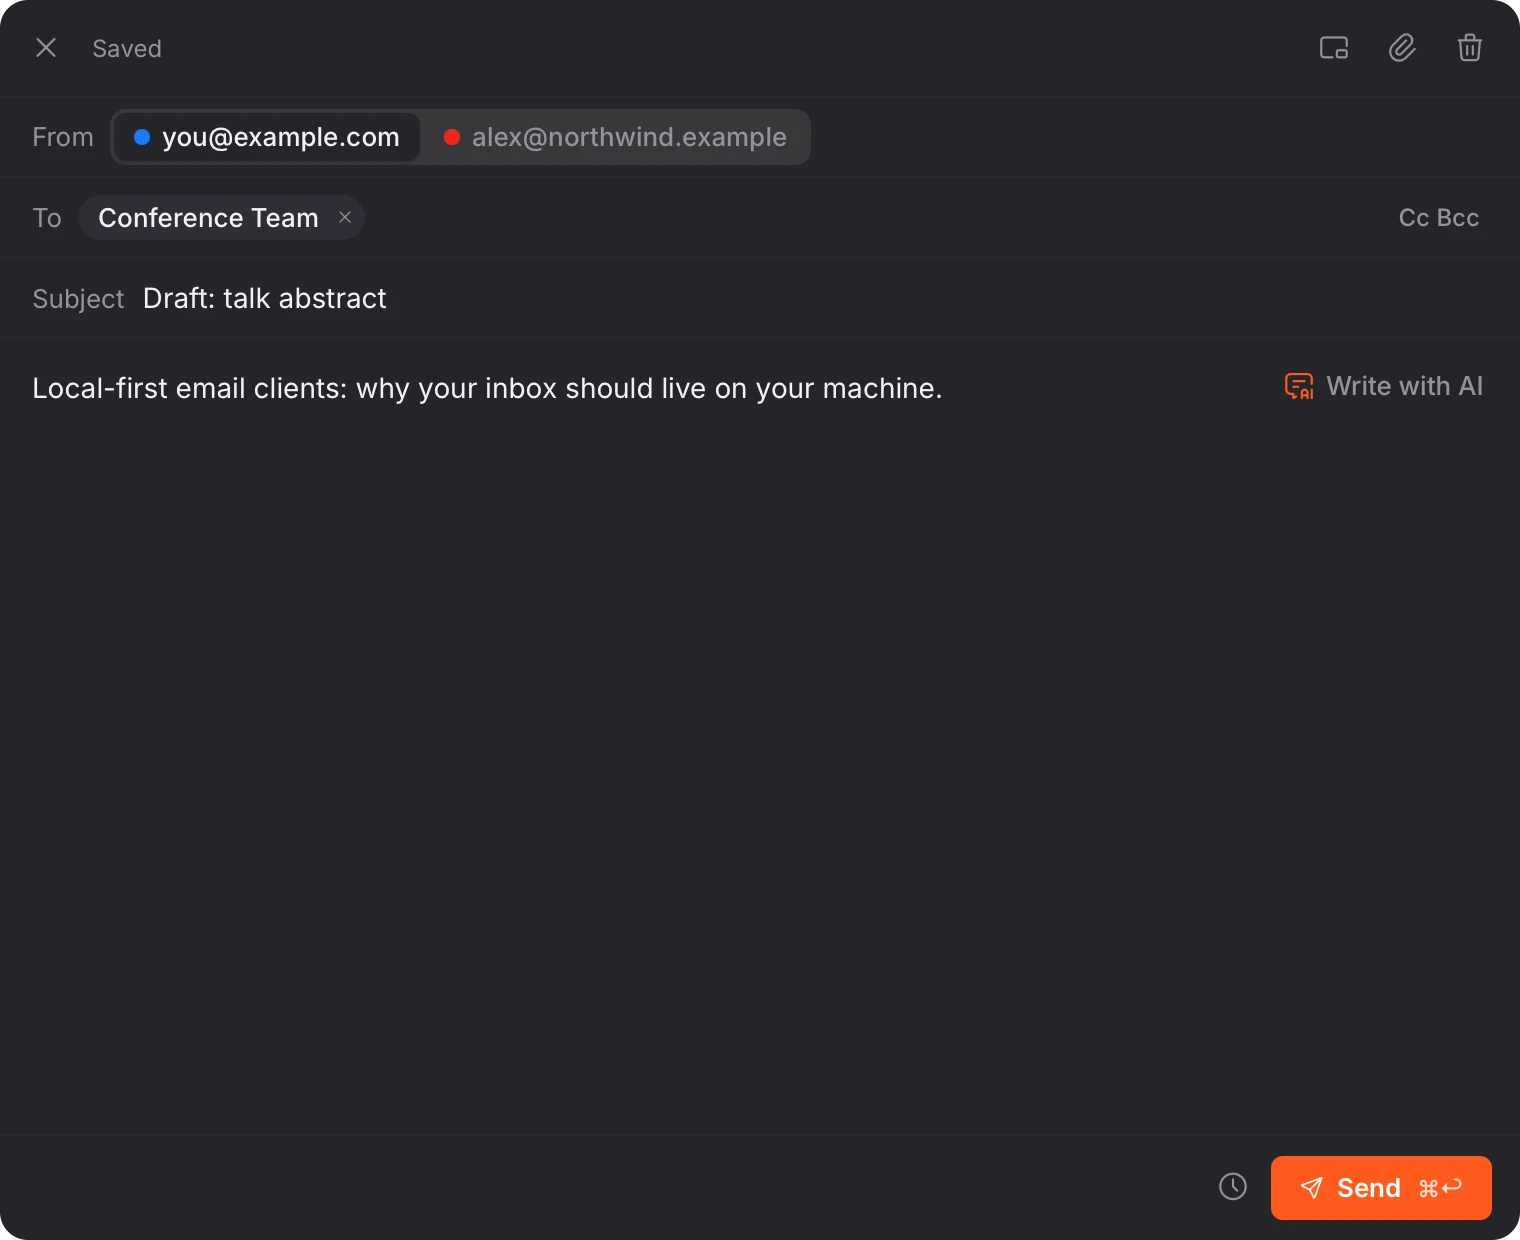 Saved
From you@example.com alex@northwind.example
To Conference Team Cc Bcc
Subject Draft: talk abstract
Local-first email clients: why your inbox should live on your machine. Write with AI
Send ⌘↩